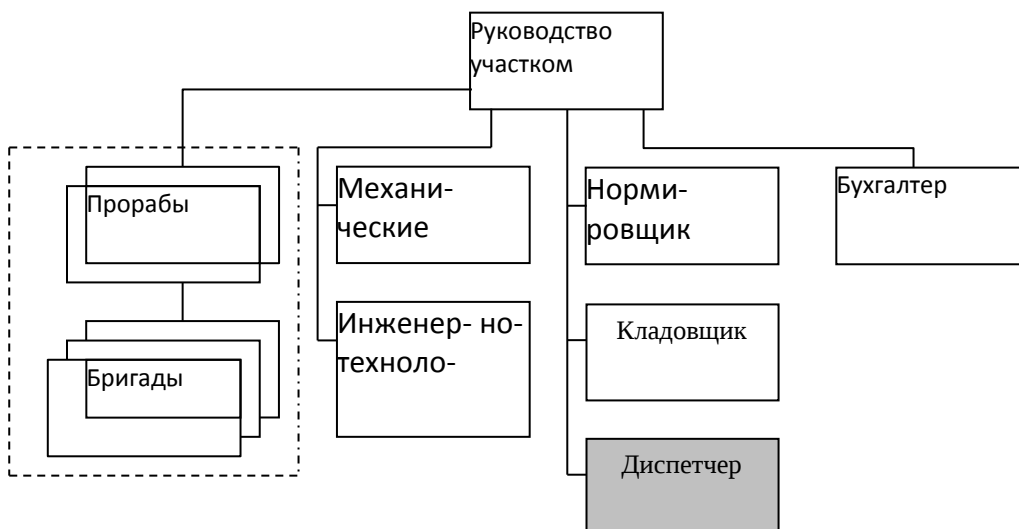 Руководство
участком
Прорабы
Механи-
ческие
Норми-
ровщик
Бухгалтер
Бригады
Инженер- но-
техноло-
Кладовщик
Диспетчер